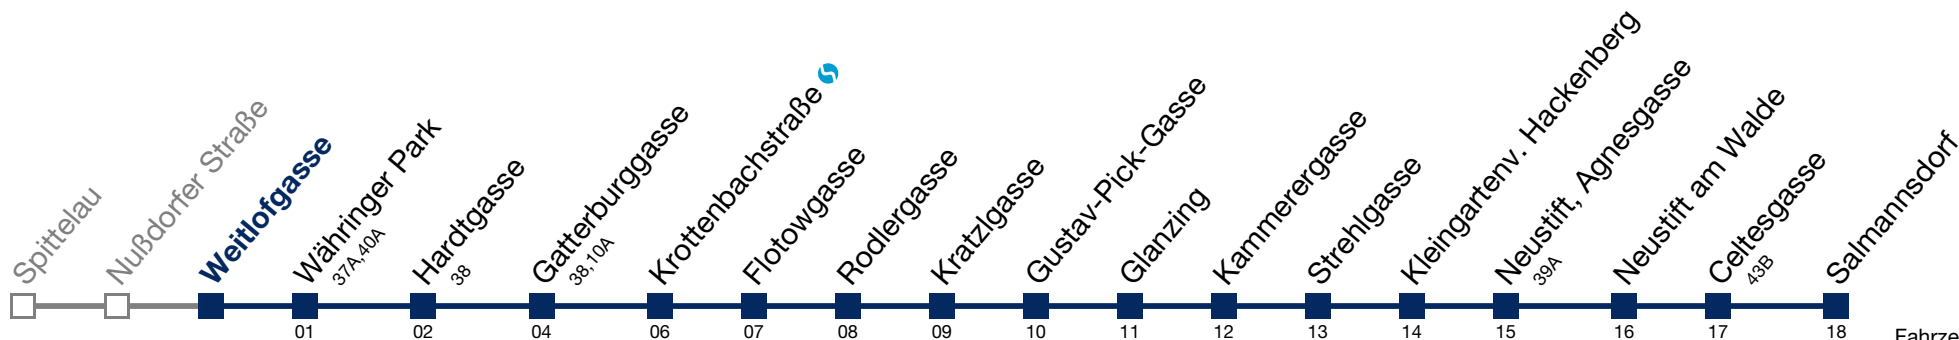 Spittelau
Nußdorfer Straße
Weitlofgasse
Währinger Park
37A,40A
Hardtgasse
38
Gatterburggasse
38,10A
Krottenbachstraße
Flotowgasse
Rodlergasse
Kratzlgasse
Gustav-Pick-Gasse
Glanzing
Kammerergasse
Strehlgasse
Kleingartenv. Hackenberg
Neustift, Agnesgasse
39A
Neustift am Walde
Celtesgasse
43B
Salmannsdorf
01 02 04 06 07 08 09 10 11 12 13 14 15 16 17 18
Fahrze